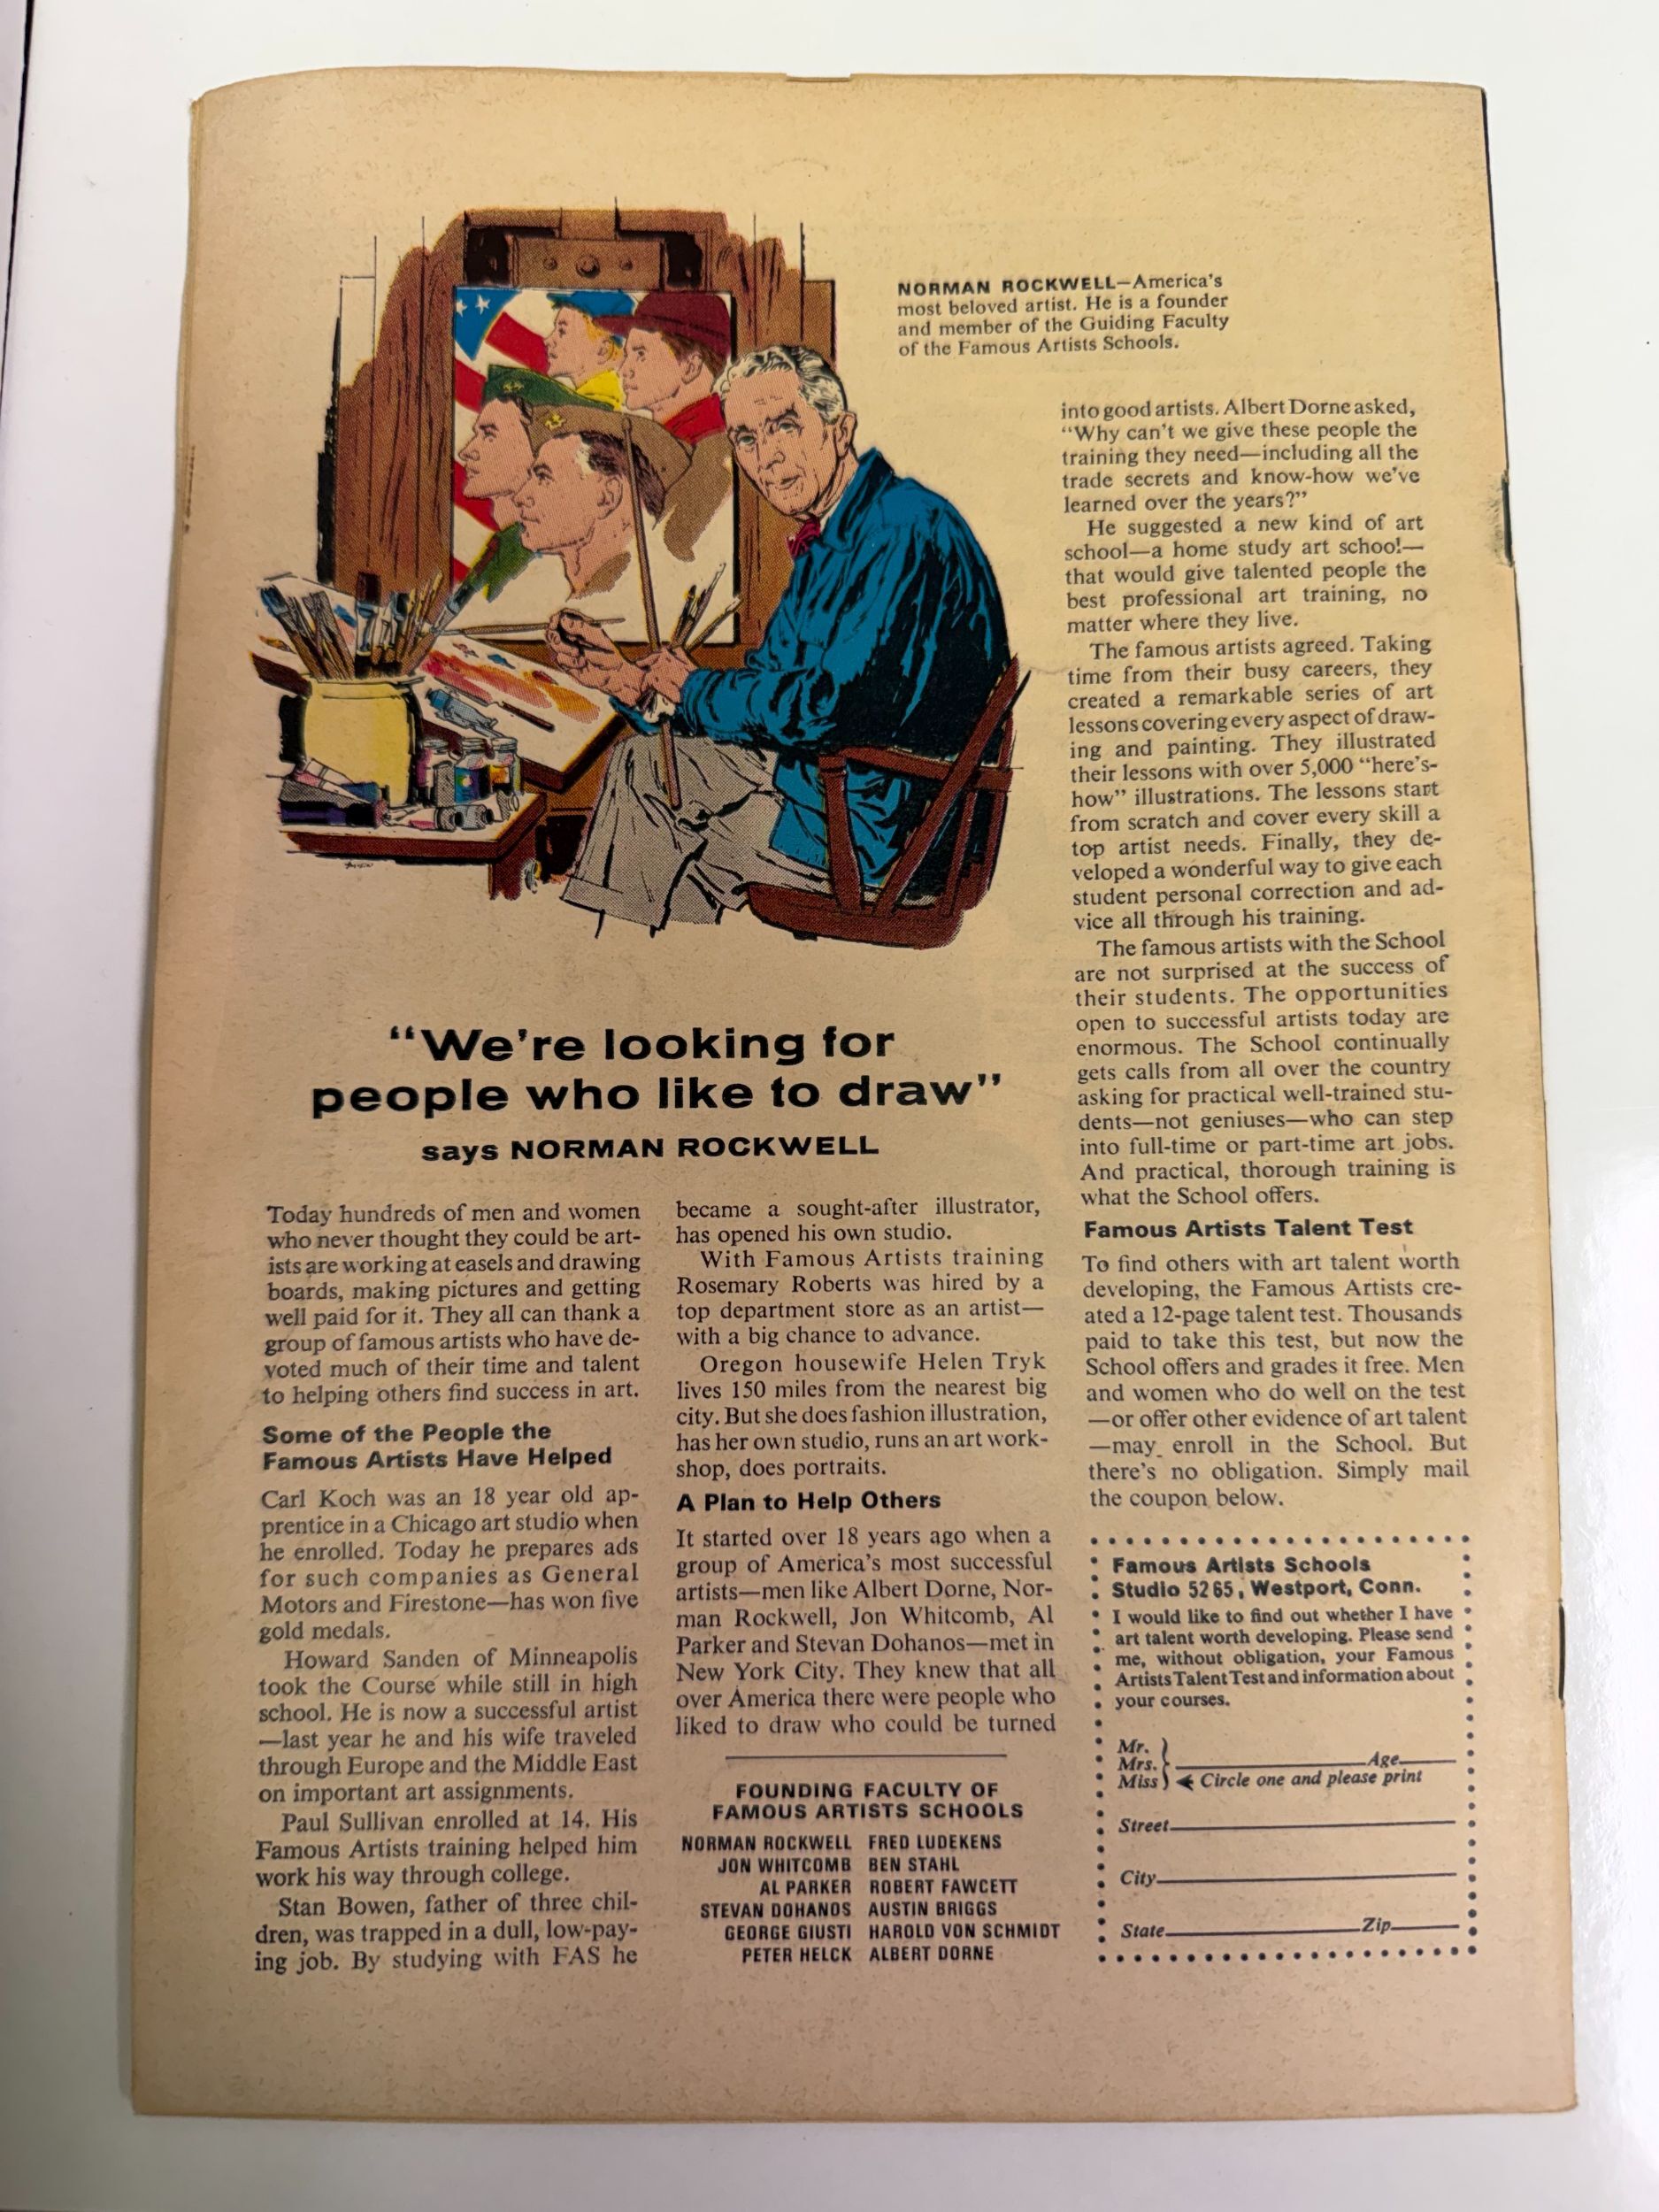 NORMAN ROCKWELL—America's
most beloved artist. He is a founder
and member of the Guiding Faculty
of the Famous Artists Schools.
"We're looking for
people who like to draw"
says NORMAN ROCKWELL
Today hundreds of men and women
who never thought they could be art-
ists are working at easels and drawing
boards, making pictures and getting
well paid for it. They all can thank a
group of famous artists who have de-
voted much of their time and talent
to helping others find success in art.
Some of the People the
Famous Artists Have Helped
Carl Koch was an 18 year old ap-
prentice in a Chicago art studio when
he enrolled. Today he prepares ads
for such companies as General
Motors and Firestone—has won five
gold medals.
Howard Sanden of Minneapolis
took the Course while still in high
school. He is now a successful artist
—last year he and his wife traveled
through Europe and the Middle East
on important art assignments.
Paul Sullivan enrolled at 14. His
Famous Artists training helped him
work his way through college.
Stan Bowen, father of three chil-
dren, was trapped in a dull, low-pay-
ing job. By studying with FAS he
became a sought-after illustrator,
has opened his own studio.
With Famous Artists training
Rosemary Roberts was hired by a
top department store as an artist—
with a big chance to advance.
Oregon housewife Helen Tryk
lives 150 miles from the nearest big
city. But she does fashion illustration,
has her own studio, runs an art work-
shop, does portraits.
A Plan to Help Others
It started over 18 years ago when a
group of America's most successful
artists—men like Albert Dorne, Nor-
man Rockwell, Jon Whitcomb, Al
Parker and Stevan Dohanos—met in
New York City. They knew that all
over America there were people who
liked to draw who could be turned
FOUNDING FACULTY OF
FAMOUS ARTISTS SCHOOLS
NORMAN ROCKWELL FRED LUDEKENS
JON WHITCOMB BEN STAHL
AL PARKER ROBERT FAWCETT
STEVAN DOHANOS AUSTIN BRIGGS
GEORGE GIUSTI HAROLD VON SCHMIDT
PETER HELCK ALBERT DORNE
into good artists. Albert Dorne asked,
"Why can't we give these people the
training they need—including all the
trade secrets and know-how we've
learned over the years?"
He suggested a new kind of art
school—a home study art school—
that would give talented people the
best professional art training, no
matter where they live.
The famous artists agreed. Taking
time from their busy careers, they
created a remarkable series of art
lessons covering every aspect of draw-
ing and painting. They illustrated
their lessons with over 5,000 "here's-
how" illustrations. The lessons start
from scratch and cover every skill a
top artist needs. Finally, they de-
veloped a wonderful way to give each
student personal correction and ad-
vice all through his training.
The famous artists with the School
are not surprised at the success of
their students. The opportunities
open to successful artists today are
enormous. The School continually
gets calls from all over the country
asking for practical well-trained stu-
dents—not geniuses—who can step
into full-time or part-time art jobs.
And practical, thorough training is
what the School offers.
Famous Artists Talent Test
To find others with art talent worth
developing, the Famous Artists cre-
ated a 12-page talent test. Thousands
paid to take this test, but now the
School offers and grades it free. Men
and women who do well on the test
—or offer other evidence of art talent
—may enroll in the School. But
there's no obligation. Simply mail
the coupon below.
Famous Artists Schools
Studio 5265, Westport, Conn.
I would like to find out whether I have
art talent worth developing. Please send
me, without obligation, your Famous
Artists Talent Test and information about
your courses.
Mr.
Mrs. Age
Miss Circle one and please print
Street
City
State Zip